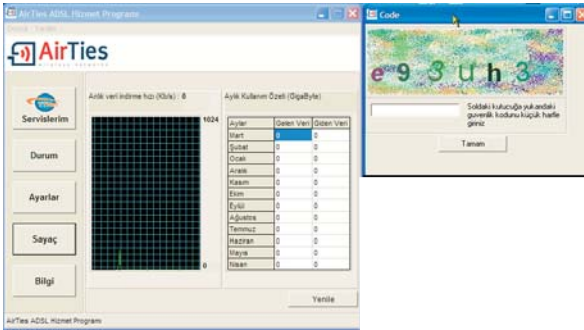 AirTies ADSL Hizmet Programı
AirTies
Servislerim
Durum
Ayarlar
Sayaç
Bilgi
Anlık veri indirme hızı (Kb/s) : 0
1024
0
Aylık Kullanım Özeti (GigaByte)
Aylar Gelen Veri Giden Veri
Mart 0 0
Şubat 0 0
Ocak 0 0
Aralık 0 0
Kasım 0 0
Ekim 0 0
Eylül 0 0
Ağustos 0 0
Temmuz 0 0
Haziran 0 0
Mayıs 0 0
Nisan 0 0
Yenile
AirTies ADSL Hizmet Programı
Code
e 9 3 u h 3
Soldaki kutucuğa yukarıdaki
güvenlik kodunu küçük harfle
giriniz
Tamam